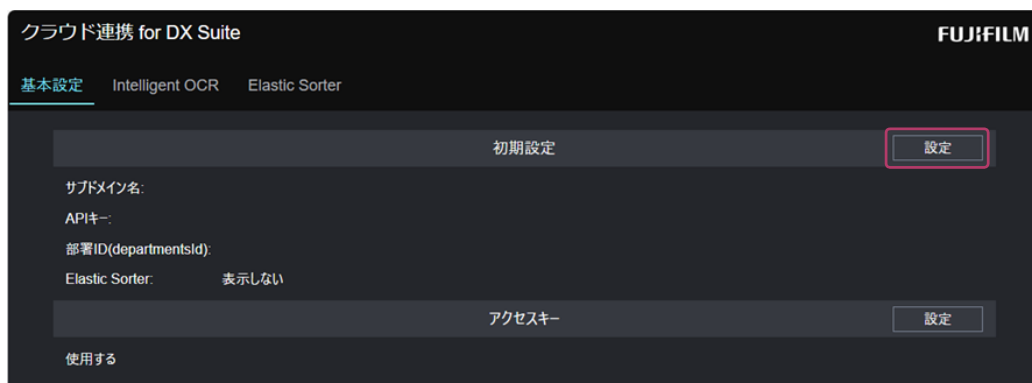 クラウド連携 for DX Suite
FUJIFILM
基本設定 Intelligent OCR Elastic Sorter
初期設定 設定
サブドメイン名:
APIキー:
部署ID(departmentsId):
Elastic Sorter: 表示しない
アクセスキー 設定
使用する